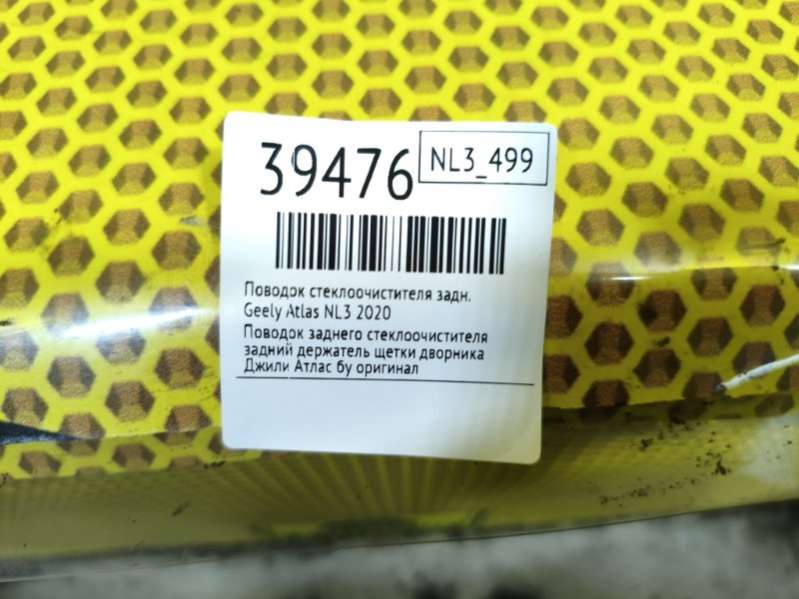 39476
NL3_499
Поводок стеклоочистителя задн.
Geely Atlas NL3 2020
Поводок заднего стеклоочистителя
задний держатель щетки дворника
Джили Атлас бу оригинал